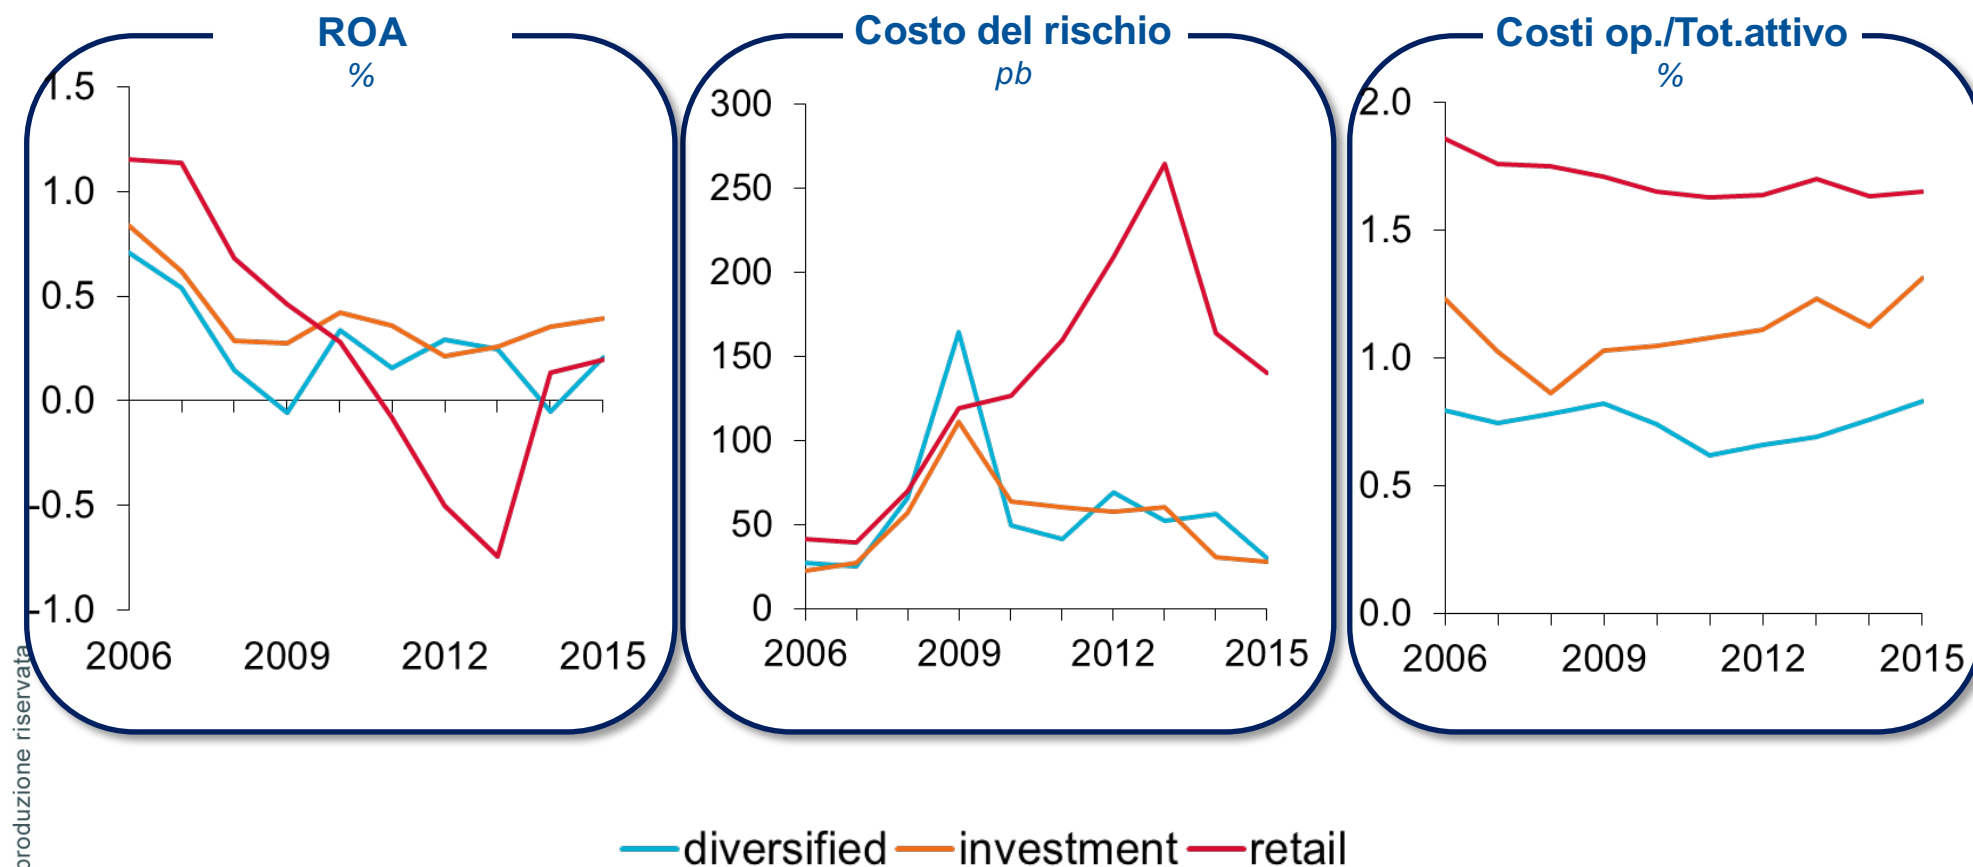 ROA
%
1.5
1.0
0.5
0.0
-0.5
-1.0
2006 2009 2012 2015
Costo del rischio
pb
300
250
200
150
100
50
0
2006 2009 2012 2015
Costi op./Tot.attivo
%
2.0
1.5
1.0
0.5
0.0
2006 2009 2012 2015
produzione riservata
diversified investment retail